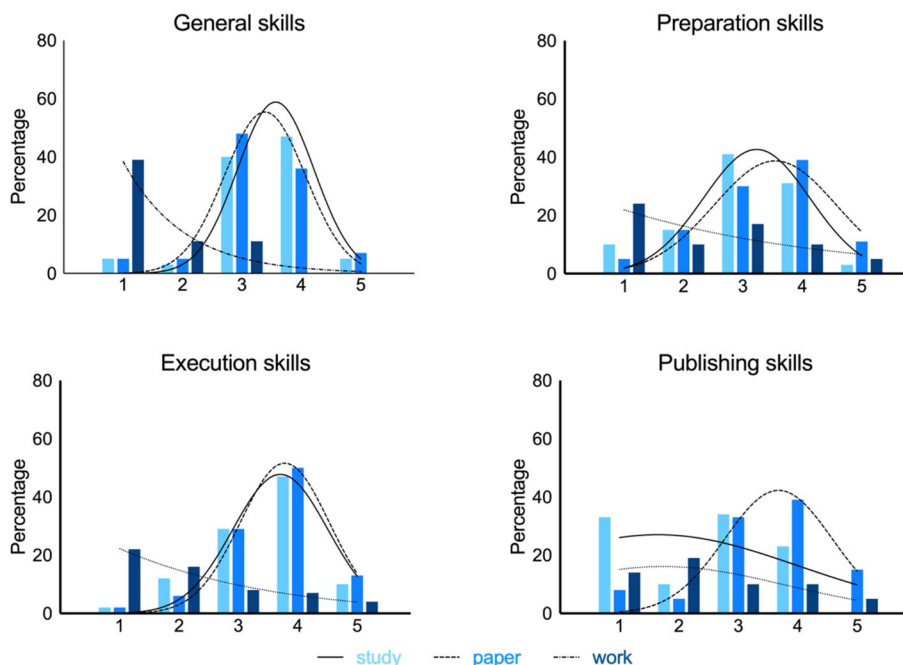 General skills
Preparation skills
80
60
40
20
0
Percentage
1 2 3 4 5
80
60
40
20
0
Percentage
1 2 3 4 5
Execution skills
Publishing skills
80
60
40
20
0
Percentage
1 2 3 4 5
80
60
40
20
0
Percentage
1 2 3 4 5
study paper work